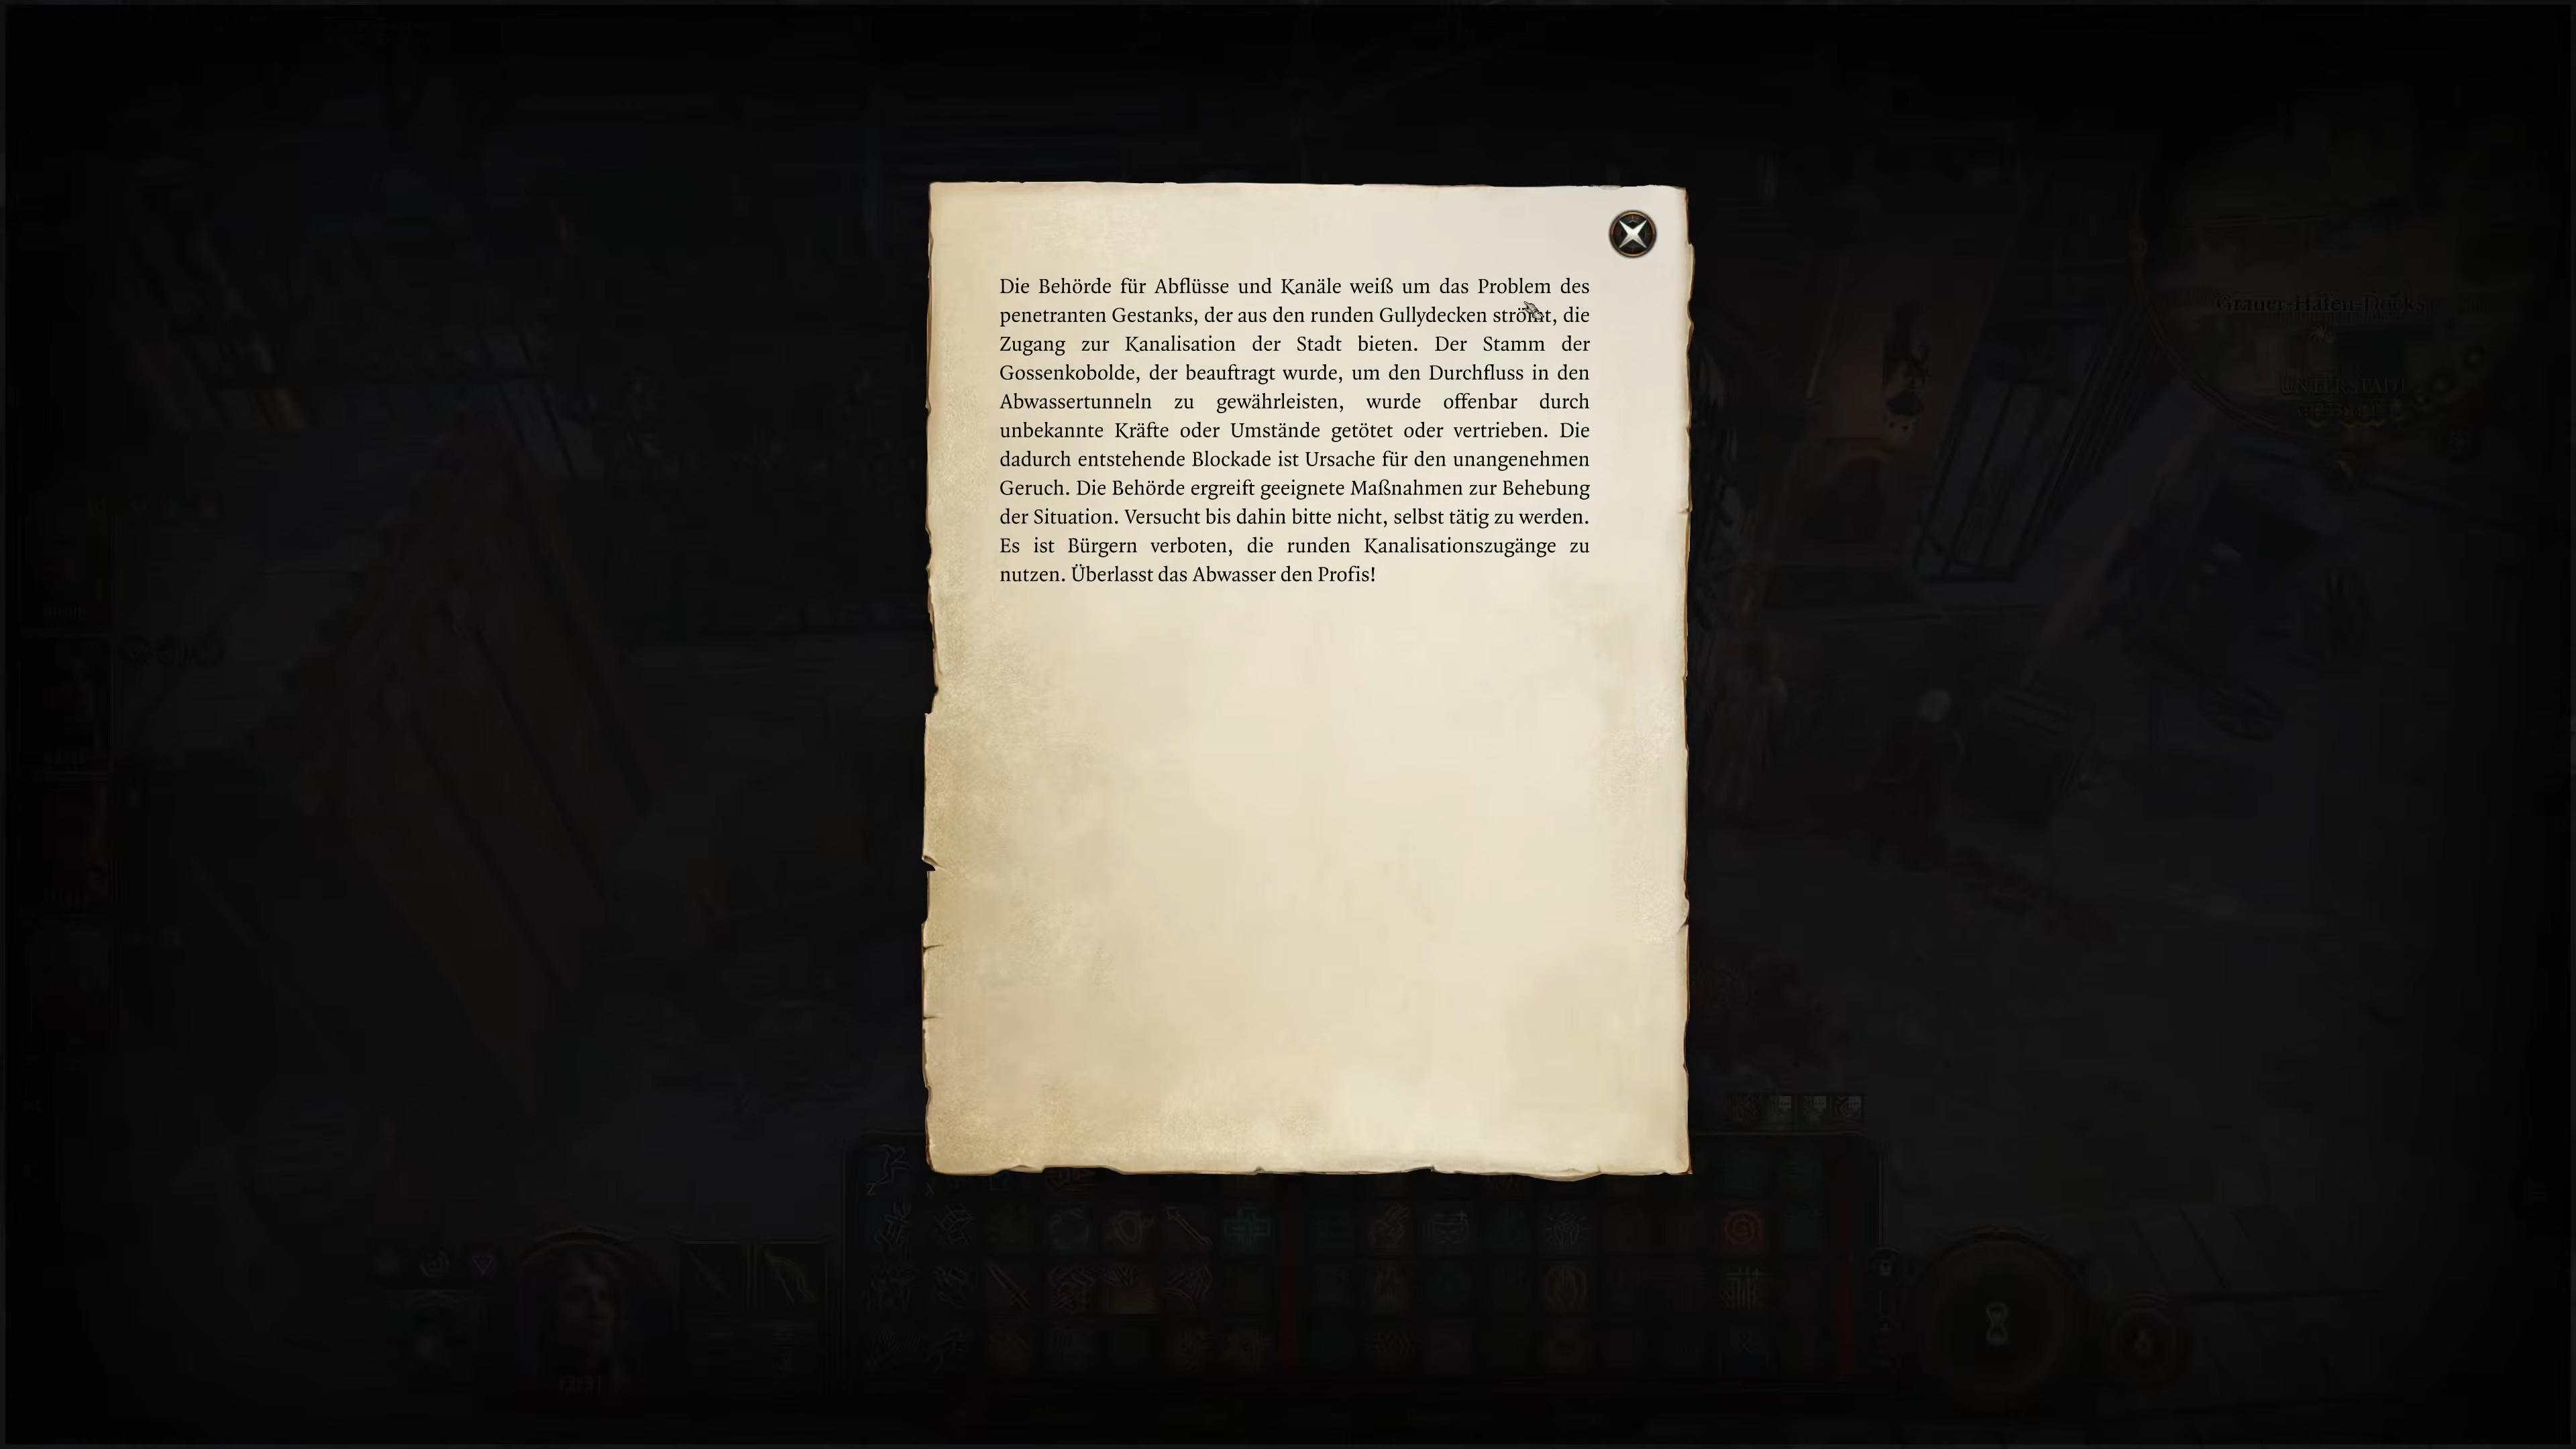 Die Behörde für Abflüsse und Kanäle weiß um das Problem des
penetranten Gestanks, der aus den runden Gullydecken strömt, die
Zugang zur Kanalisation der Stadt bieten. Der Stamm der
Gossenkobolde, der beauftragt wurde, um den Durchfluss in den
Abwassertunneln zu gewährleisten, wurde offenbar durch
unbekannte Kräfte oder Umstände getötet oder vertrieben. Die
dadurch entstehende Blockade ist Ursache für den unangenehmen
Geruch. Die Behörde ergreift geeignete Maßnahmen zur Behebung
der Situation. Versucht bis dahin bitte nicht, selbst tätig zu werden.
Es ist Bürgern verboten, die runden Kanalisationszugänge zu
nutzen. Überlasst das Abwasser den Profis!
Grauer-Hafen-Docks
UNTERSTADT